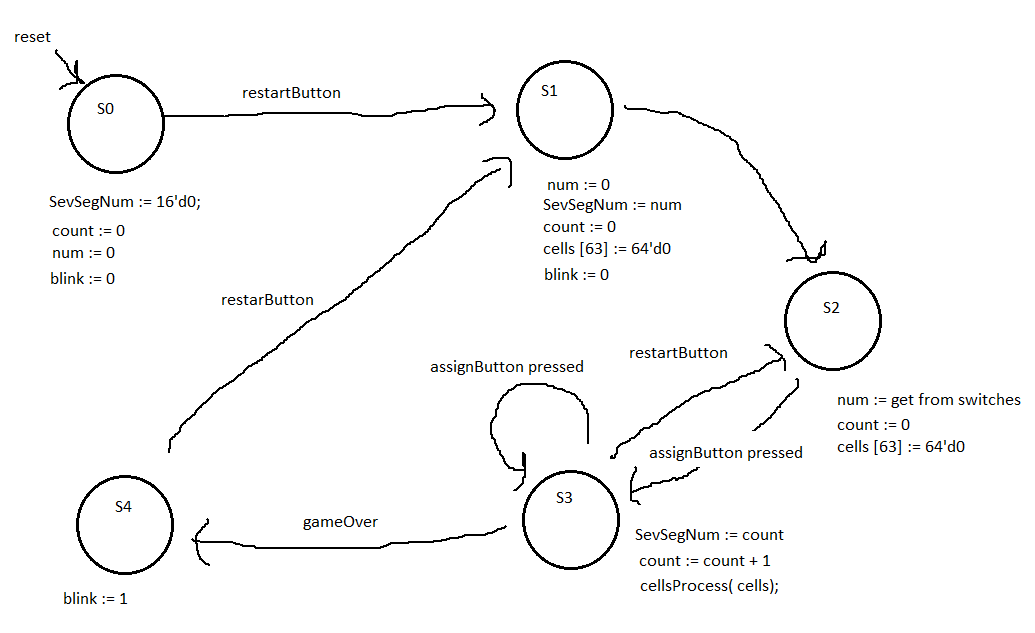 reset
S0
restartButton
S1
SevSegNum := 16'd0;
count := 0
num := 0
blink := 0
num := 0
SevSegNum := num
count := 0
cells [63] := 64'd0
blink := 0
restarButton
S2
restartButton
assignButton pressed
num := get from switches
count := 0
cells [63] := 64'd0
assignButton pressed
S3
S4
gameOver
SevSegNum := count
count := count + 1
cellsProcess( cells);
blink := 1